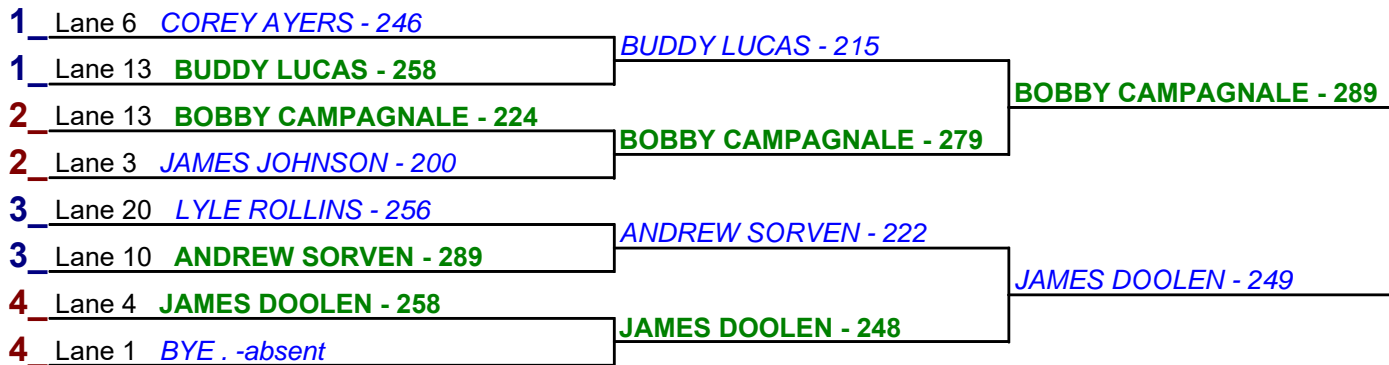 1_ Lane 6 COREY AYERS - 246
1_ Lane 13 BUDDY LUCAS - 258
2_ Lane 13 BOBBY CAMPAGNALE - 224
2_ Lane 3 JAMES JOHNSON - 200
3_ Lane 20 LYLE ROLLINS - 256
3_ Lane 10 ANDREW SORVEN - 289
4_ Lane 4 JAMES DOOLEN - 258
4_ Lane 1 BYE . -absent
BUDDY LUCAS - 215
BOBBY CAMPAGNALE - 279
ANDREW SORVEN - 222
JAMES DOOLEN - 248
BOBBY CAMPAGNALE - 289
JAMES DOOLEN - 249